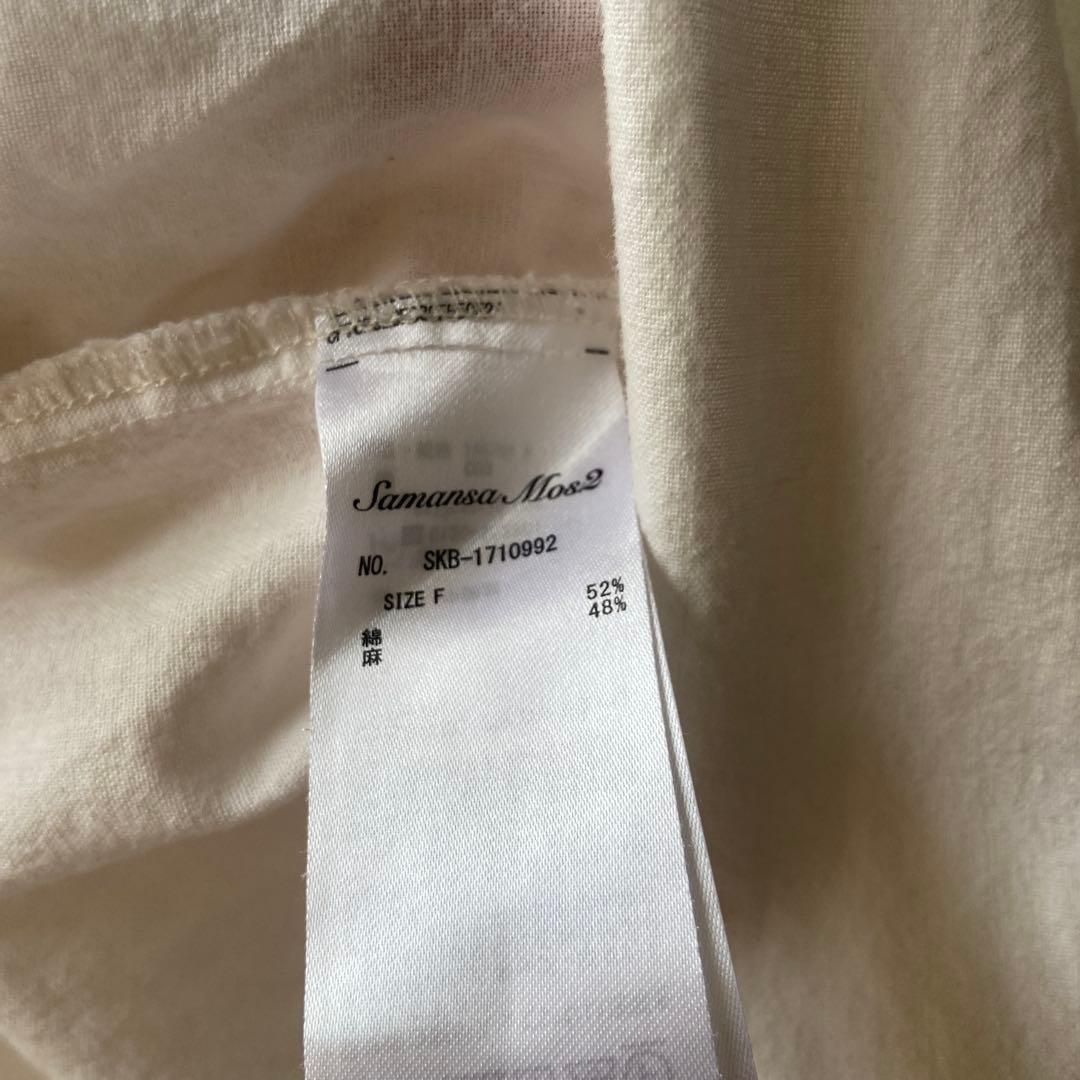 Samansa Mos2
NO. SKB-1710992
SIZE F
綿 52%
麻 48%